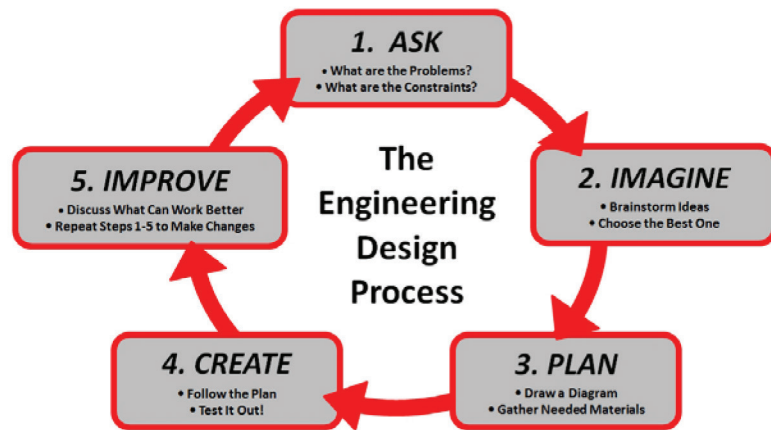 1. ASK
• What are the Problems?
• What are the Constraints?
2. IMAGINE
• Brainstorm Ideas
• Choose the Best One
3. PLAN
• Draw a Diagram
• Gather Needed Materials
4. CREATE
• Follow the Plan
• Test It Out!
5. IMPROVE
• Discuss What Can Work Better
• Repeat Steps 1-5 to Make Changes
The
Engineering
Design
Process